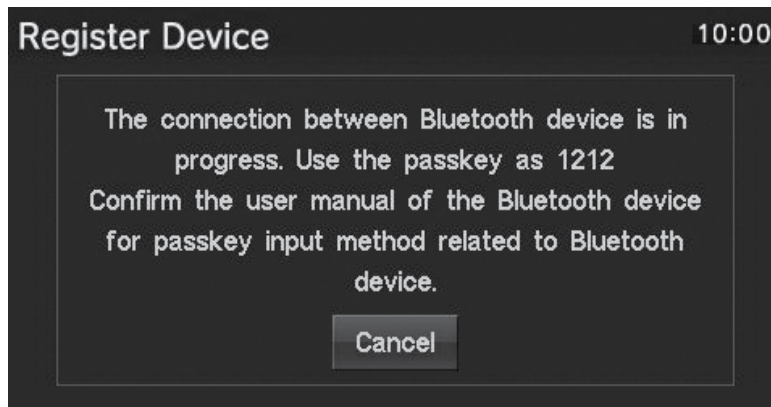 Register Device
10:00
The connection between Bluetooth device is in
progress. Use the passkey as 1212
Confirm the user manual of the Bluetooth device
for passkey input method related to Bluetooth
device.
Cancel